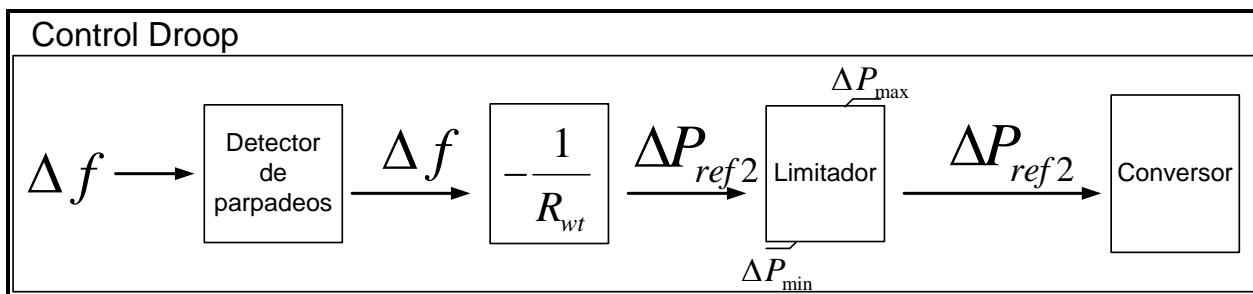 Control Droop
Δf
Detector
de
parpadeos
Δf
-1/R_wt
ΔP_ref2
ΔP_max
Limitador
ΔP_min
ΔP_ref2
Conversor